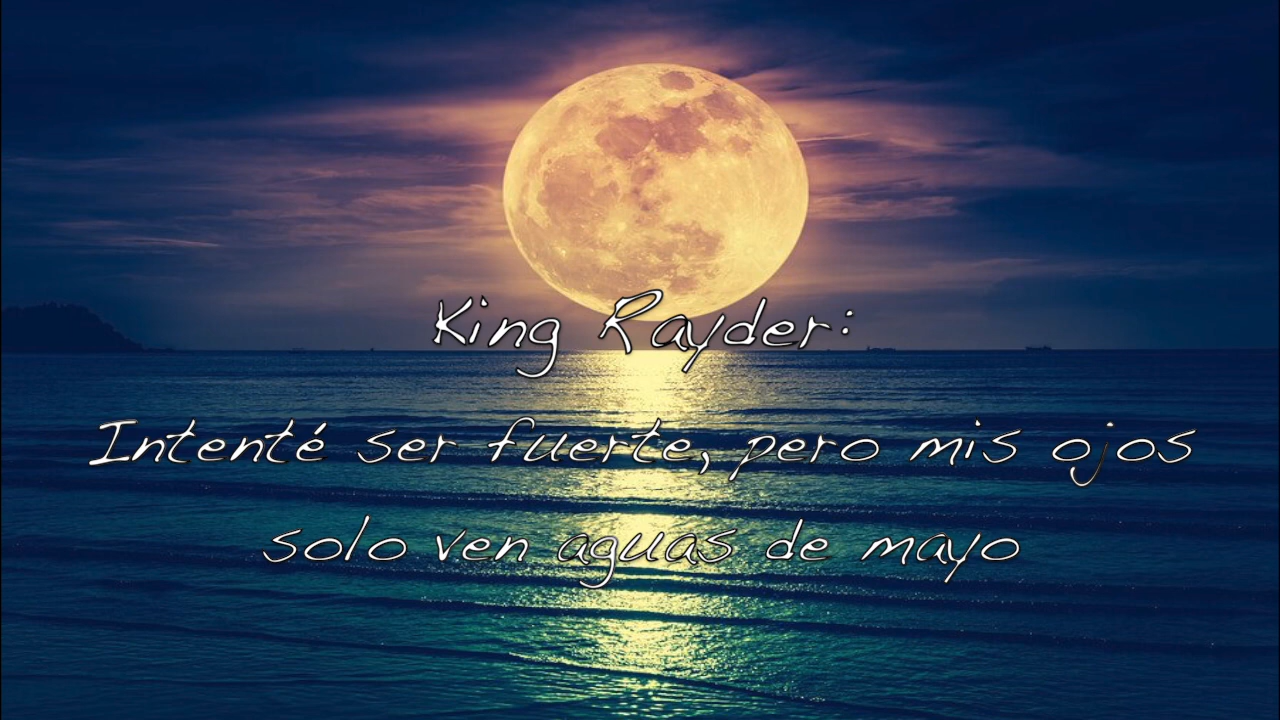 King Rayder:
Intenté ser fuerte, pero mis ojos
solo ven aguas de mayo